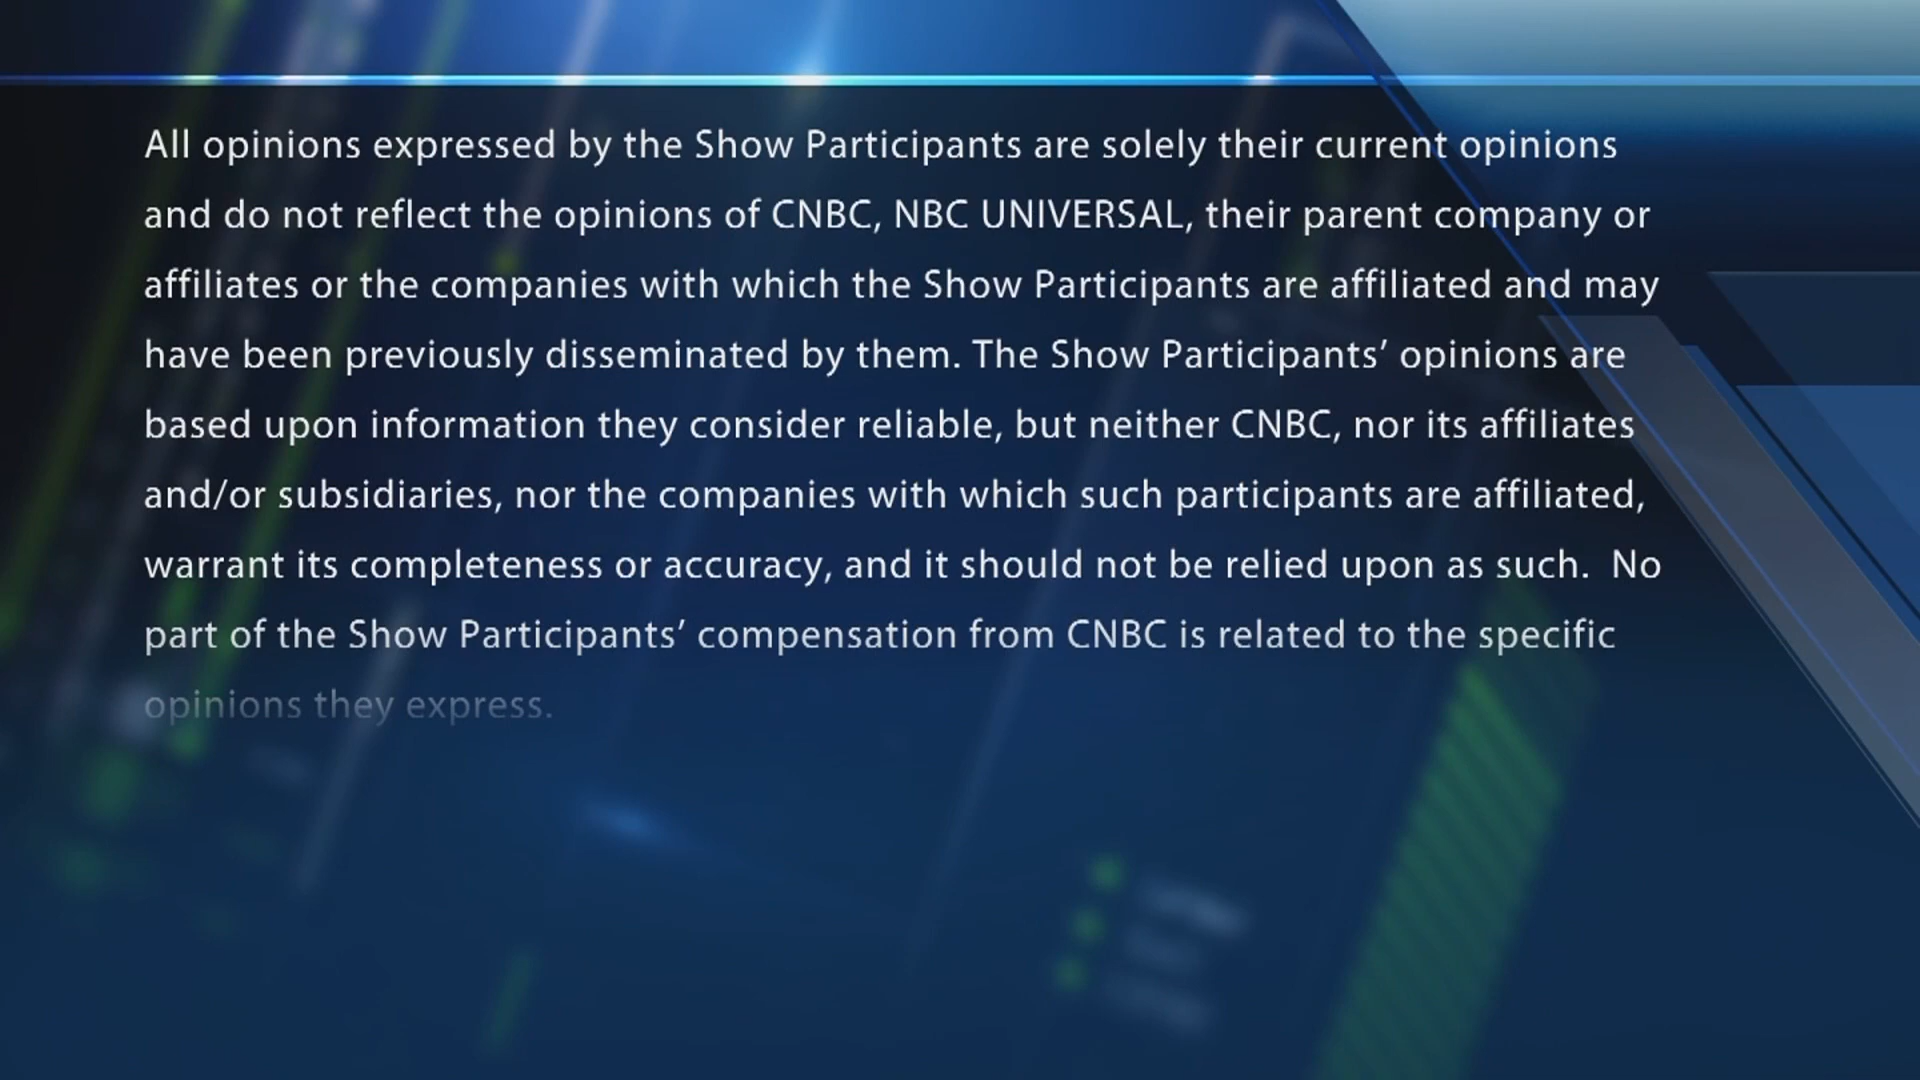 All opinions expressed by the Show Participants are solely their current opinions
and do not reflect the opinions of CNBC, NBC UNIVERSAL, their parent company or
affiliates or the companies with which the Show Participants are affiliated and may
have been previously disseminated by them. The Show Participants’ opinions are
based upon information they consider reliable, but neither CNBC, nor its affiliates
and/or subsidiaries, nor the companies with which such participants are affiliated,
warrant its completeness or accuracy, and it should not be relied upon as such.  No
part of the Show Participants’ compensation from CNBC is related to the specific
opinions they express.